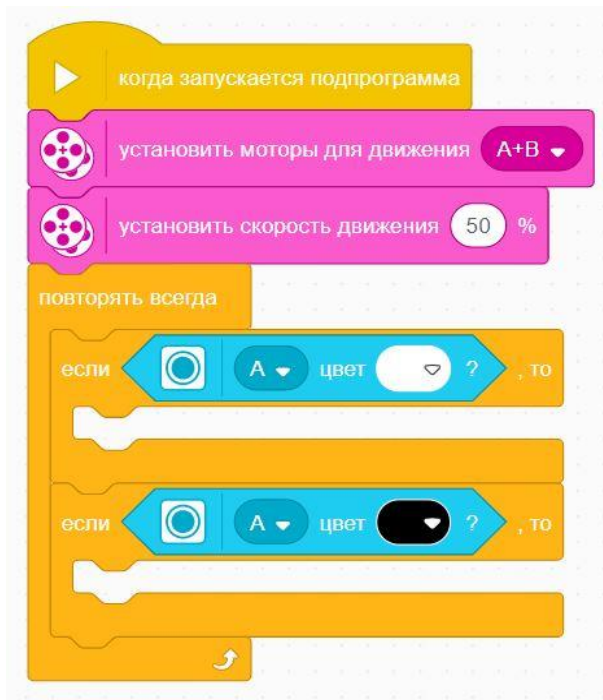 когда запускается подпрограмма
установить моторы для движения A+B
установить скорость движения 50 %
повторять всегда
если A цвет ? , то
если A цвет ? , то